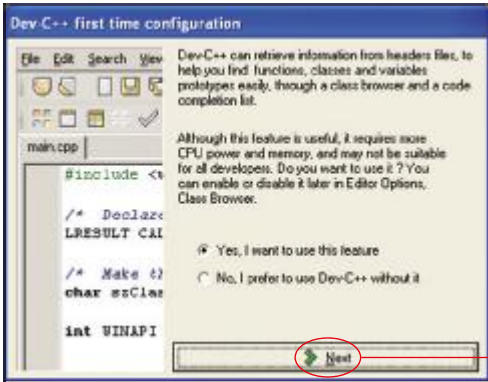 Dev-C++ first time configuration
File Edit Search View
main.cpp
#include <w
/* Declare
LRESULT CAL
/* Make th
char szClas
int WINAPI
Dev-C++ can retrieve information from headers files, to
help you find functions, classes and variables
prototypes easily, through a class browser and a code
completion list.
Although this feature is useful, it requires more
CPU power and memory, and may not be suitable
for all developers. Do you want to use it ? You
can enable or disable it later in Editor Options,
Class Browser.
Yes, I want to use this feature
No, I prefer to use Dev-C++ without it
Next